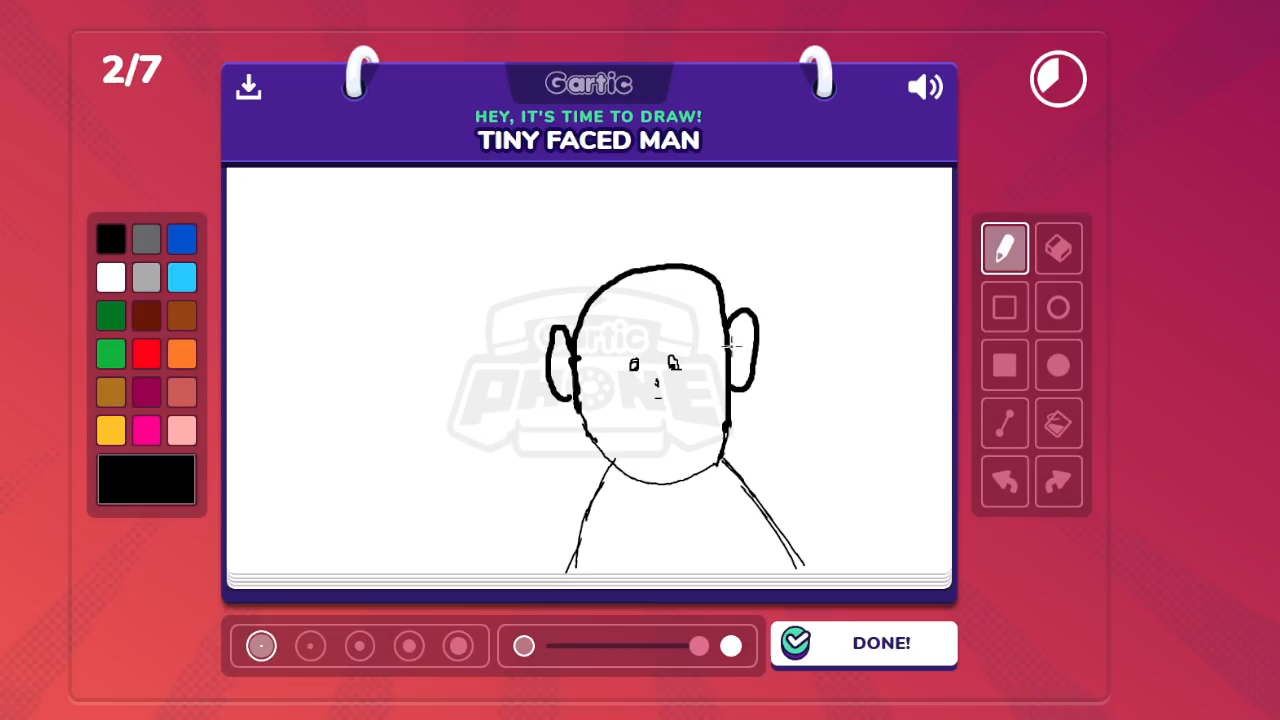 2/7
Gartic
HEY, IT'S TIME TO DRAW!
TINY FACED MAN
Gartic
PHONE
DONE!